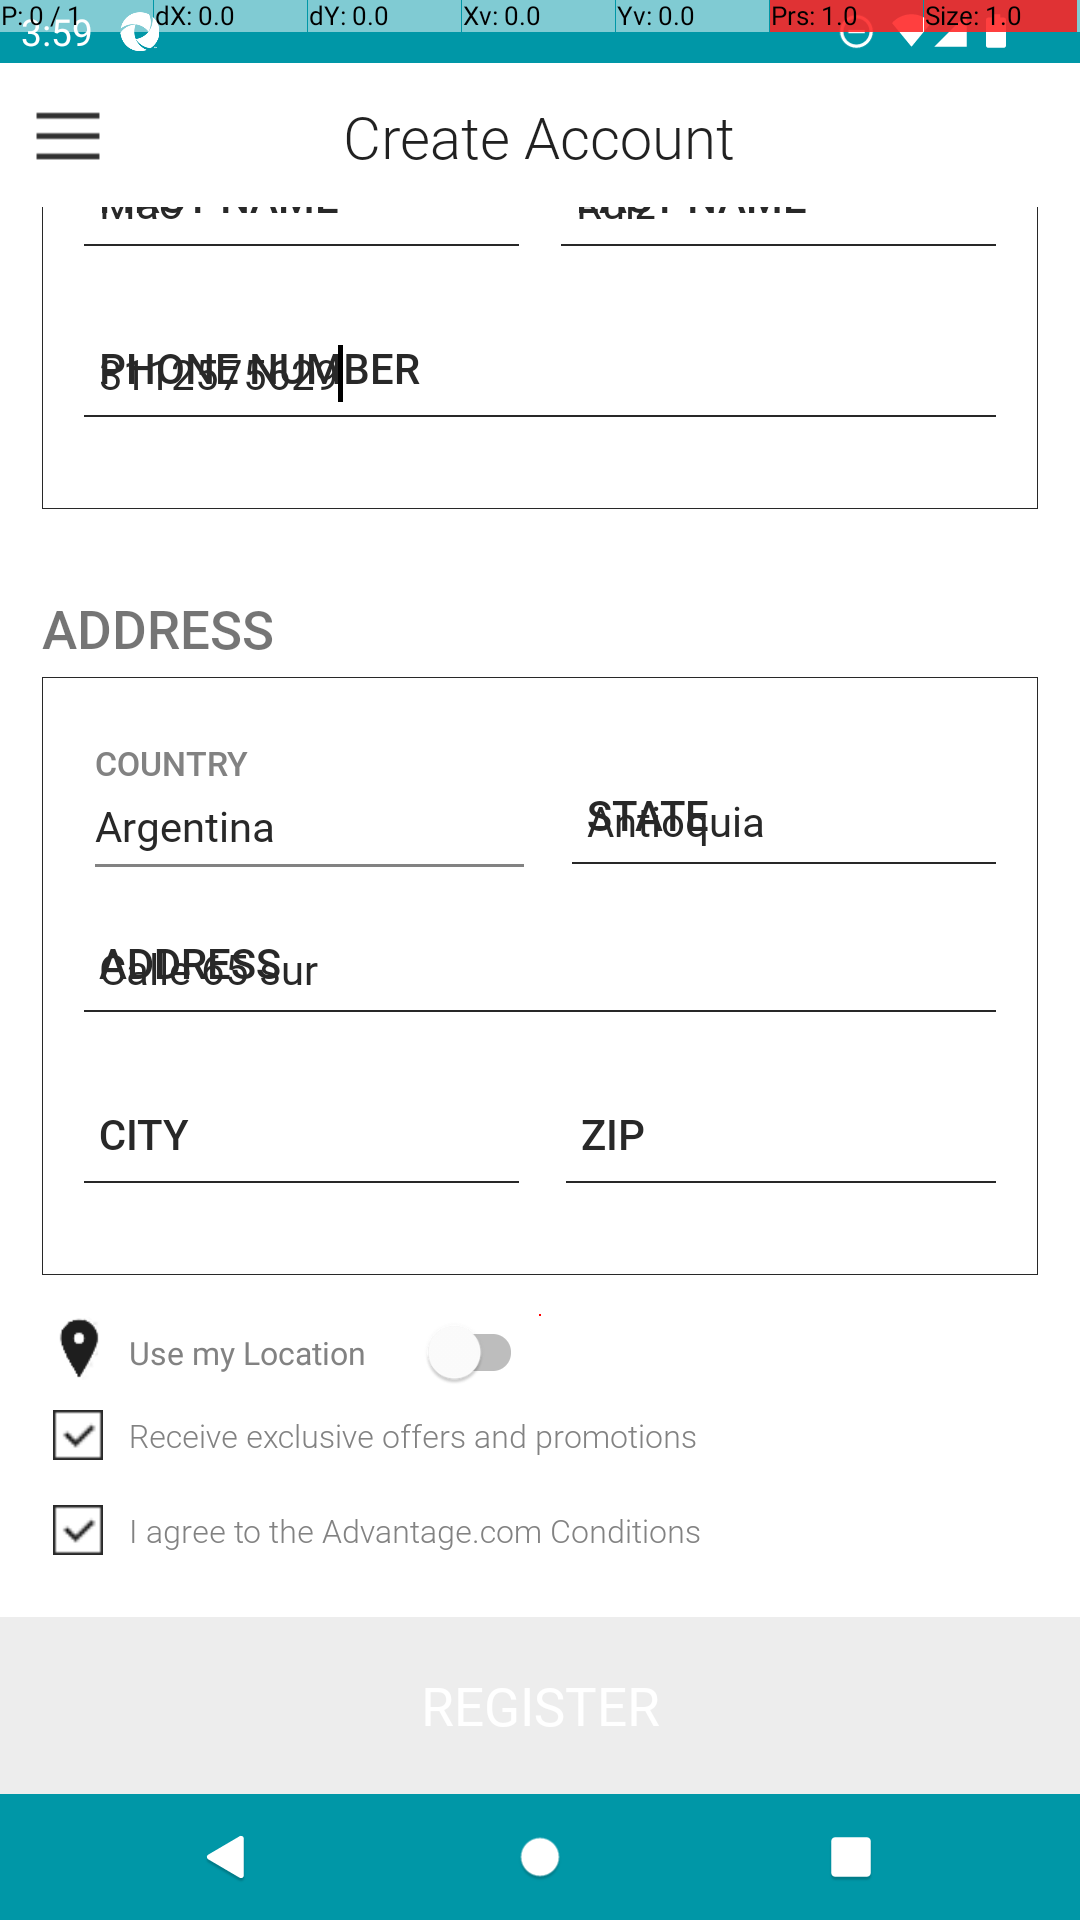 P: 0 / 1 dX: 0.0 dY: 0.0 Xv: 0.0 Yv: 0.0 Prs: 1.0 Size: 1.0
3:59
Create Account
PHONE NUMBER
3112575629
ADDRESS
COUNTRY
Argentina
STATE
Antioquia
ADDRESS
Calle 65 sur
CITY ZIP
Use my Location
Receive exclusive offers and promotions
I agree to the Advantage.com Conditions
REGISTER